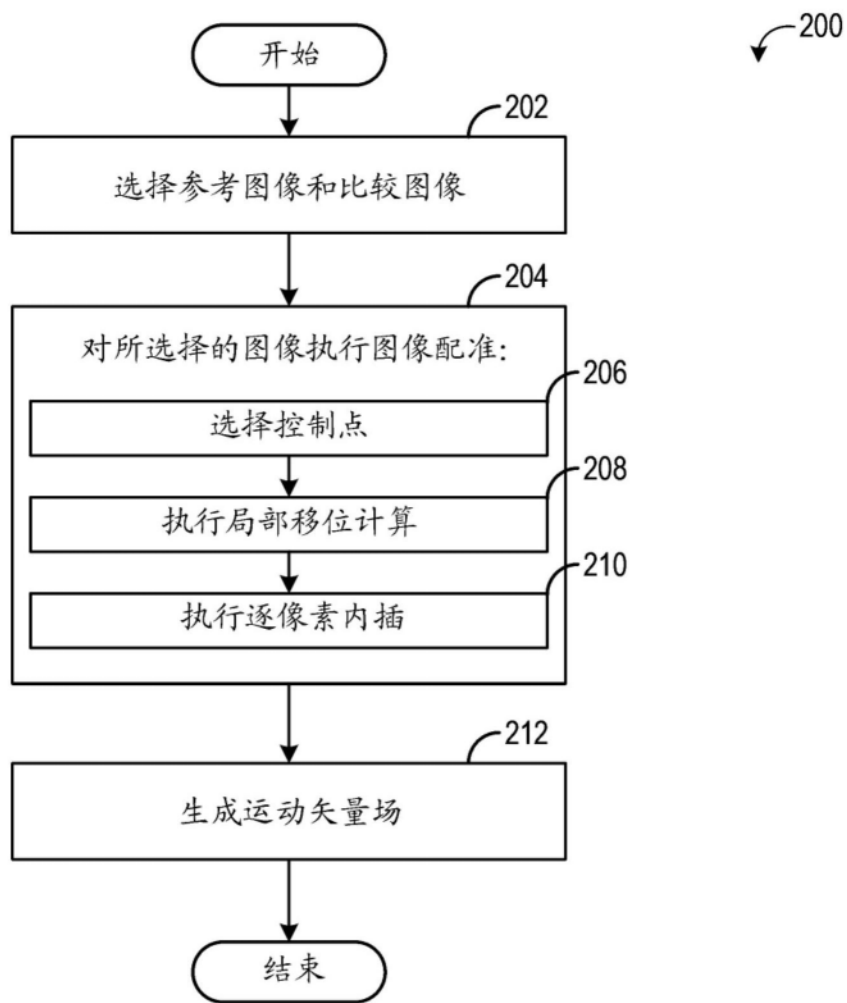 200
开始
202
选择参考图像和比较图像
204
对所选择的图像执行图像配准:
206
选择控制点
208
执行局部移位计算
210
执行逐像素内插
212
生成运动矢量场
结束